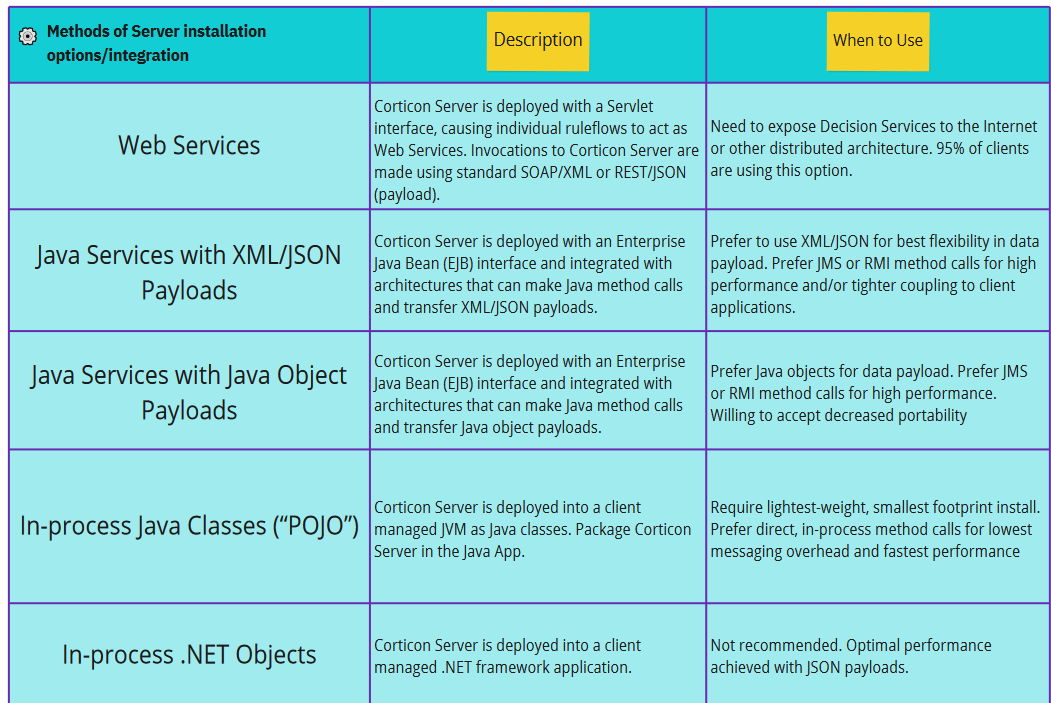 Methods of Server installation
options/integration
Description
When to Use
Web Services
Corticon Server is deployed with a Servlet
interface, causing individual ruleflows to act as
Web Services. Invocations to Corticon Server are
made using standard SOAP/XML or REST/JSON
(payload).
Need to expose Decision Services to the Internet
or other distributed architecture. 95% of clients
are using this option.
Java Services with XML/JSON
Payloads
Corticon Server is deployed with an Enterprise
Java Bean (EJB) interface and integrated with
architectures that can make Java method calls
and transfer XML/JSON payloads.
Prefer to use XML/JSON for best flexibility in data
payload. Prefer JMS or RMI method calls for high
performance and/or tighter coupling to client
applications.
Java Services with Java Object
Payloads
Corticon Server is deployed with an Enterprise
Java Bean (EJB) interface and integrated with
architectures that can make Java method calls
and transfer Java object payloads.
Prefer Java objects for data payload. Prefer JMS
or RMI method calls for high performance.
Willing to accept decreased portability
In-process Java Classes (“POJO”)
Corticon Server is deployed into a client
managed JVM as Java classes. Package Corticon
Server in the Java App.
Require lightest-weight, smallest footprint install.
Prefer direct, in-process method calls for lowest
messaging overhead and fastest performance
In-process .NET Objects
Corticon Server is deployed into a client
managed .NET framework application.
Not recommended. Optimal performance
achieved with JSON payloads.